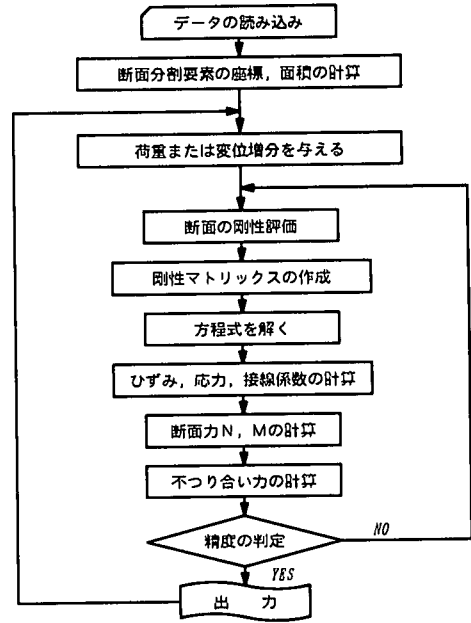 データの読み込み
断面分割要素の座標，面積の計算
荷重または変位増分を与える
断面の剛性評価
剛性マトリックスの作成
方程式を解く
ひずみ，応力，接線係数の計算
断面力N，Mの計算
不つり合い力の計算
精度の判定
NO
YES
出 力